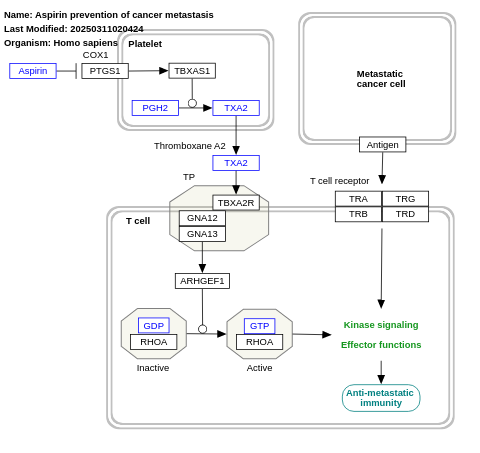 Name: Aspirin prevention of cancer metastasis
Last Modified: 20250311020424
Organism: Homo sapiens
Platelet
COX1
Aspirin
PTGS1
TBXAS1
PGH2
TXA2
Metastatic
cancer cell
Antigen
Thromboxane A2
TXA2
TP
T cell receptor
TBXA2R
TRA
TRG
TRB
TRD
T cell
GNA12
GNA13
ARHGEF1
GDP
RHOA
Inactive
GTP
RHOA
Active
Kinase signaling
Effector functions
Anti-metastatic
immunity